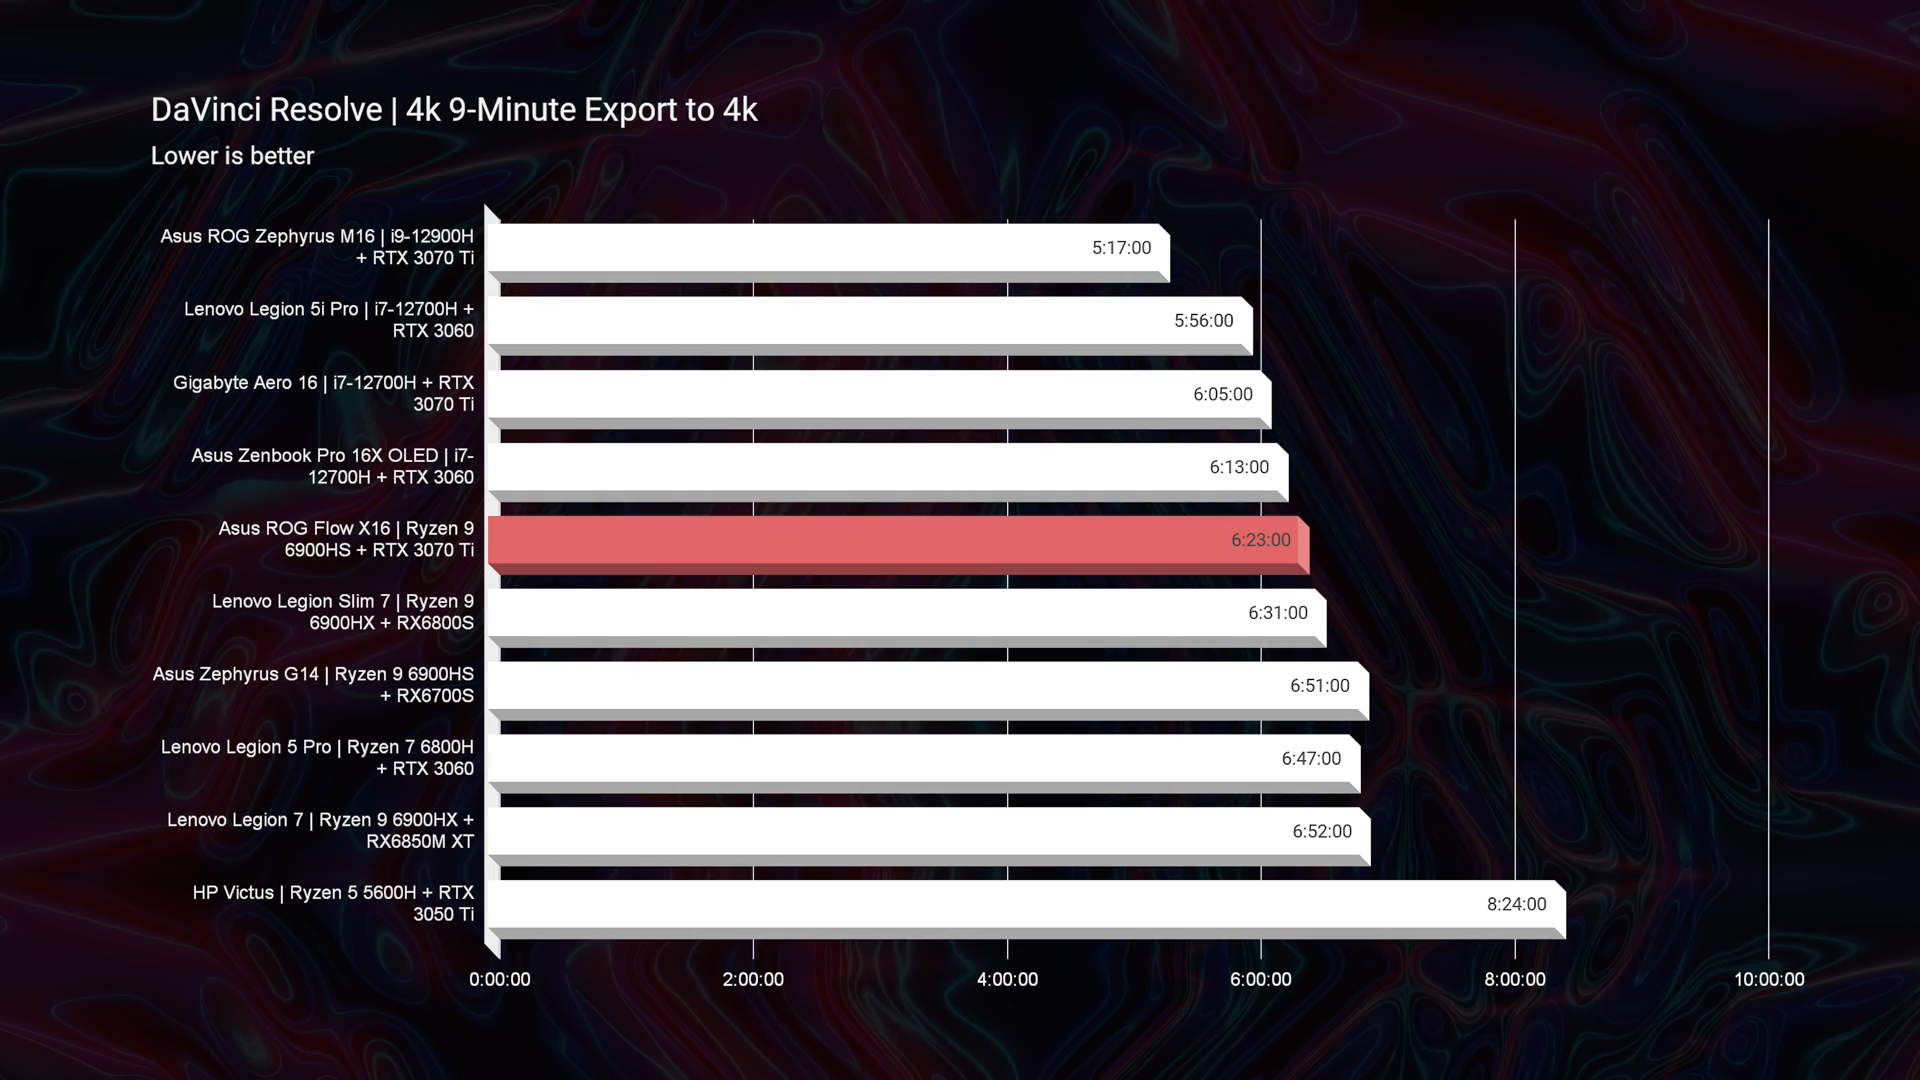 DaVinci Resolve | 4k 9-Minute Export to 4k
Lower is better
Asus ROG Zephyrus M16 | i9-12900H
+ RTX 3070 Ti
5:17:00
Lenovo Legion 5i Pro | i7-12700H +
RTX 3060
5:56:00
Gigabyte Aero 16 | i7-12700H + RTX
3070 Ti
6:05:00
Asus Zenbook Pro 16X OLED | i7-
12700H + RTX 3060
6:13:00
Asus ROG Flow X16 | Ryzen 9
6900HS + RTX 3070 Ti
6:23:00
Lenovo Legion Slim 7 | Ryzen 9
6900HX + RX6800S
6:31:00
Asus Zephyrus G14 | Ryzen 9 6900HS
+ RX6700S
6:51:00
Lenovo Legion 5 Pro | Ryzen 7 6800H
+ RTX 3060
6:47:00
Lenovo Legion 7 | Ryzen 9 6900HX +
RX6850M XT
6:52:00
HP Victus | Ryzen 5 5600H + RTX
3050 Ti
8:24:00
0:00:00 2:00:00 4:00:00 6:00:00 8:00:00 10:00:00